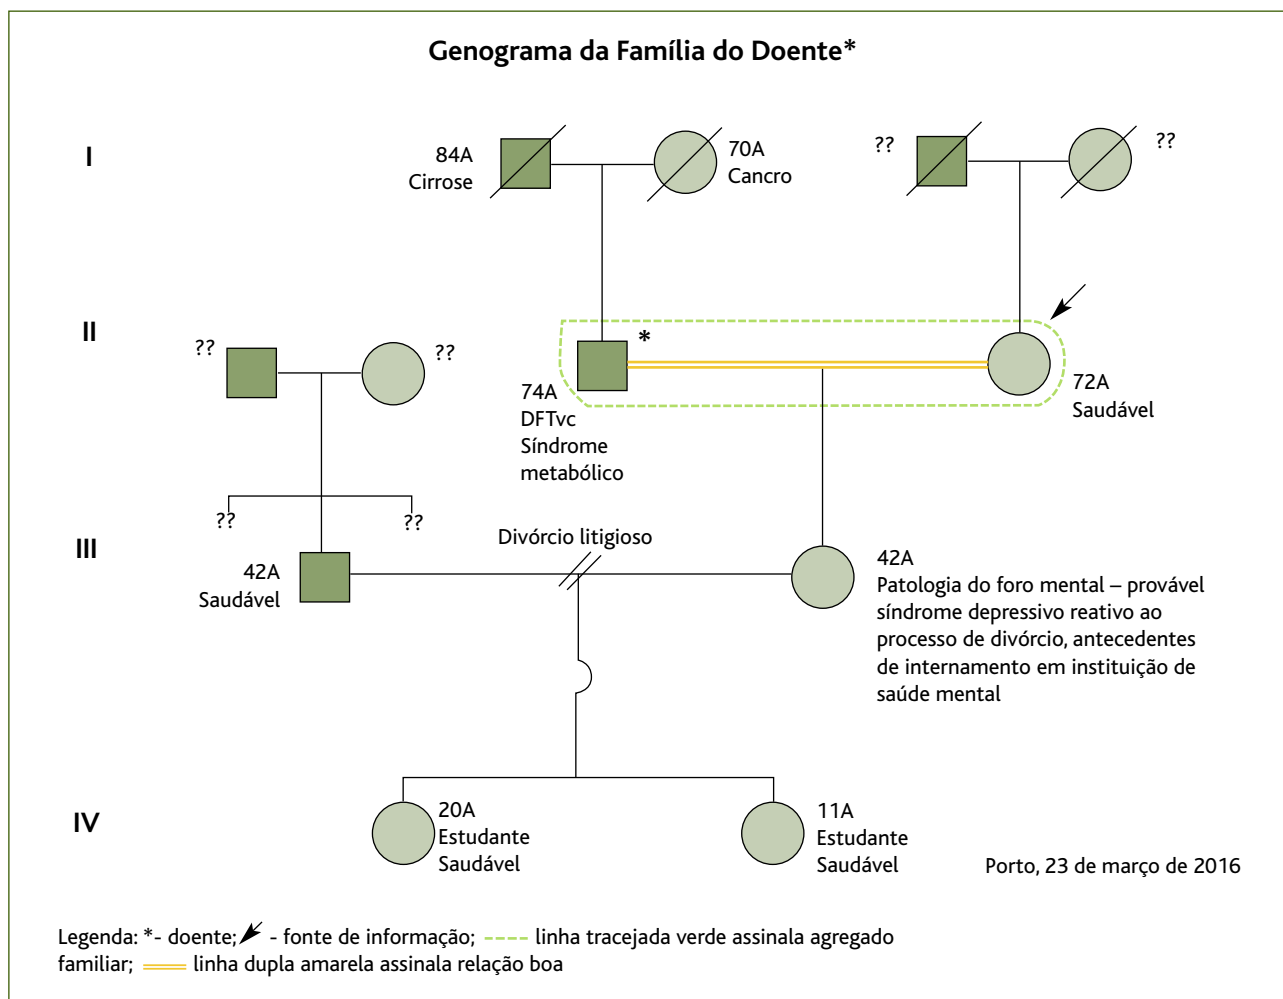 Genograma da Família do Doente*
I
84A
Cirrose
70A
Cancro
??
??
II
??
??
*
74A
DFTvc
Síndrome
metabólico
72A
Saudável
??
??
III
Divórcio litigioso
42A
Saudável
42A
Patologia do foro mental – provável
síndrome depressivo reativo ao
processo de divórcio, antecedentes
de internamento em instituição de
saúde mental
IV
20A
Estudante
Saudável
11A
Estudante
Saudável
Porto, 23 de março de 2016
Legenda: *- doente; - fonte de informação; linha tracejada verde assinala agregado
familiar; linha dupla amarela assinala relação boa